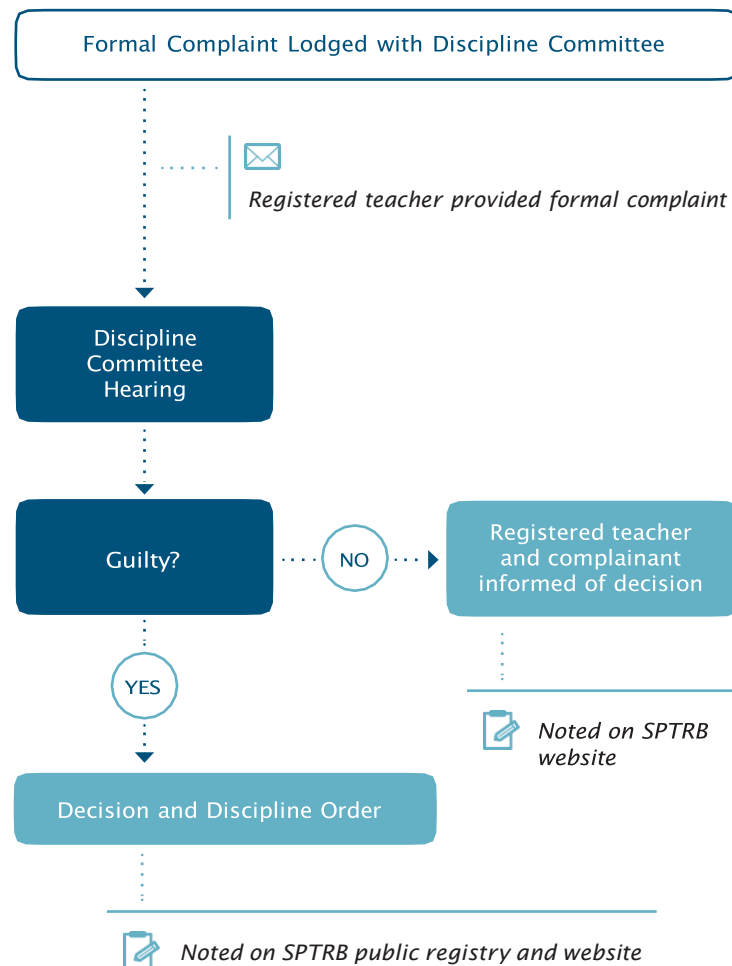 Formal Complaint Lodged with Discipline Committee
Registered teacher provided formal complaint
Discipline
Committee
Hearing
Guilty?
NO
Registered teacher
and complainant
informed of decision
YES
Noted on SPTRB
website
Decision and Discipline Order
Noted on SPTRB public registry and website